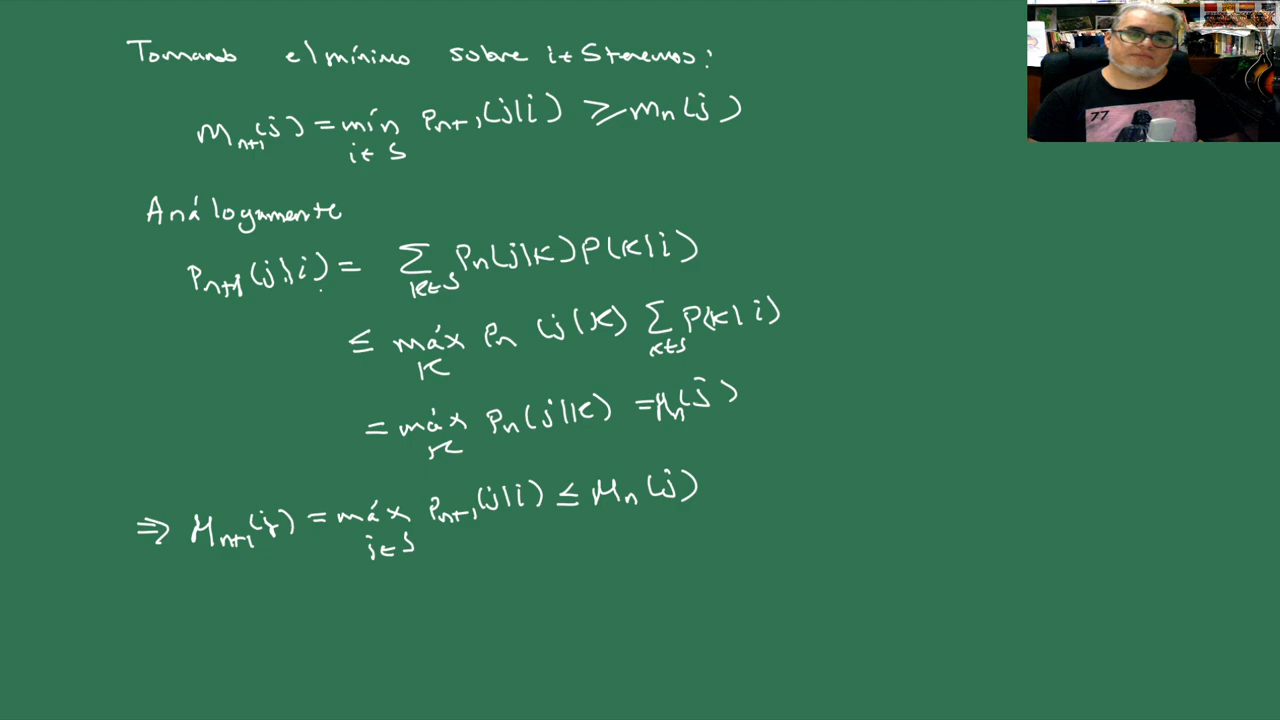 Tomando el mínimo sobre i∈S tenemos:
m_{n+1}(j) = mín_{i∈S} P_{n+1}(j|i) ≥ m_n(j)
Análogamente
P_{n+1}(j|i) = Σ_{k∈S} P_n(j|k) P(k|i)
≤ máx_k P_n(j|k) Σ_{k∈S} P(k|i)
= máx_k P_n(j|k) = M_n(j)
⇒ M_{n+1}(j) = máx_{i∈S} P_{n+1}(j|i) ≤ M_n(j)
77